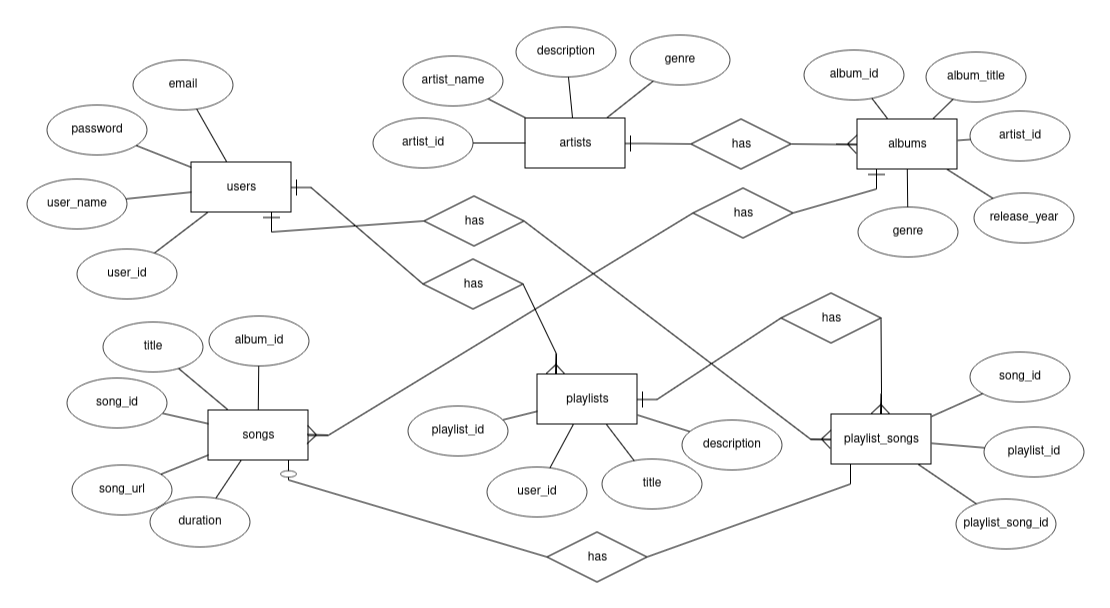 description
genre
artist_name
album_id
album_title
email
password
artist_id
artists
has
albums
artist_id
users
user_name
has
has
release_year
genre
user_id
has
title
album_id
has
song_id
songs
playlists
playlist_id
description
user_id
title
song_url
duration
song_id
playlist_songs
playlist_id
playlist_song_id
has